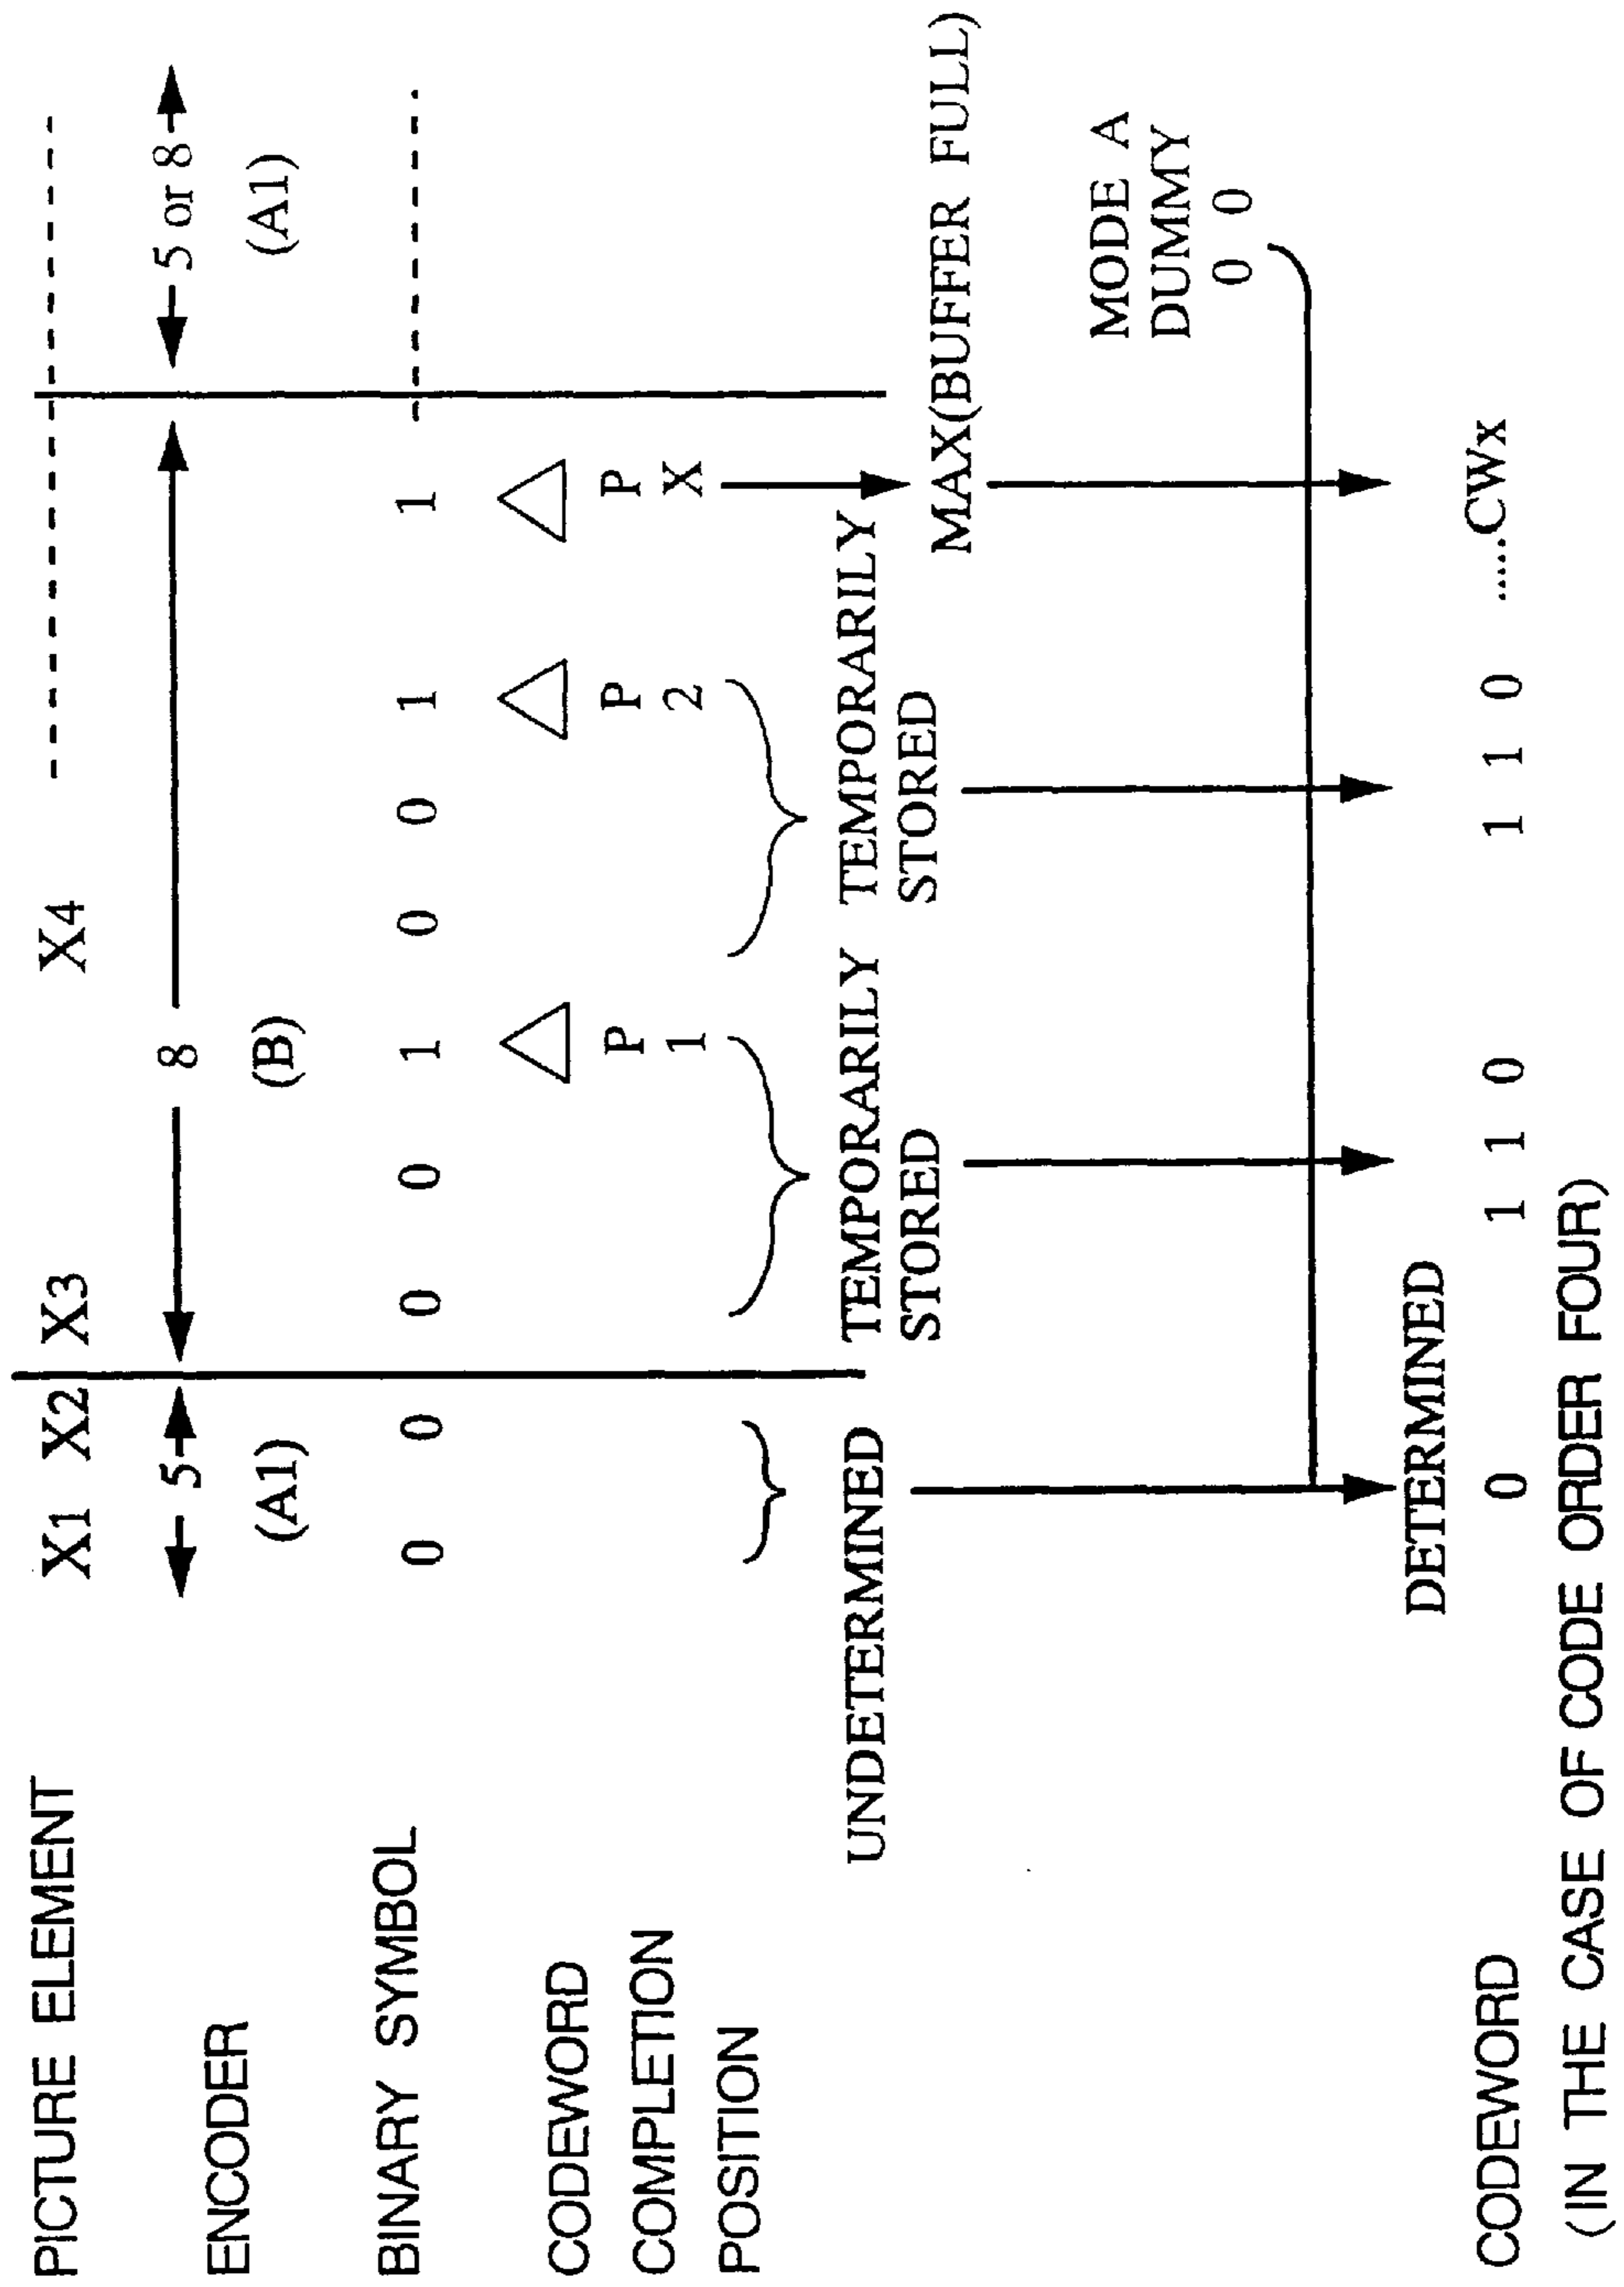 PICTURE ELEMENT X1 X2 X3 X4
ENCODER 5 8 5 or 8
(A1) (B) (A1)
BINARY SYMBOL 0 0 0 0 1 0 0 1 1
CODEWORD
COMPLETION
POSITION
P 1
P 2
P X
UNDETERMINED
TEMPORARILY
STORED
TEMPORARILY
STORED
MAX(BUFFER FULL)
MODE A
DUMMY
0 0
DETERMINED
CODEWORD 0 1 1 0 1 1 0 .....CWx
(IN THE CASE OF CODE ORDER FOUR)